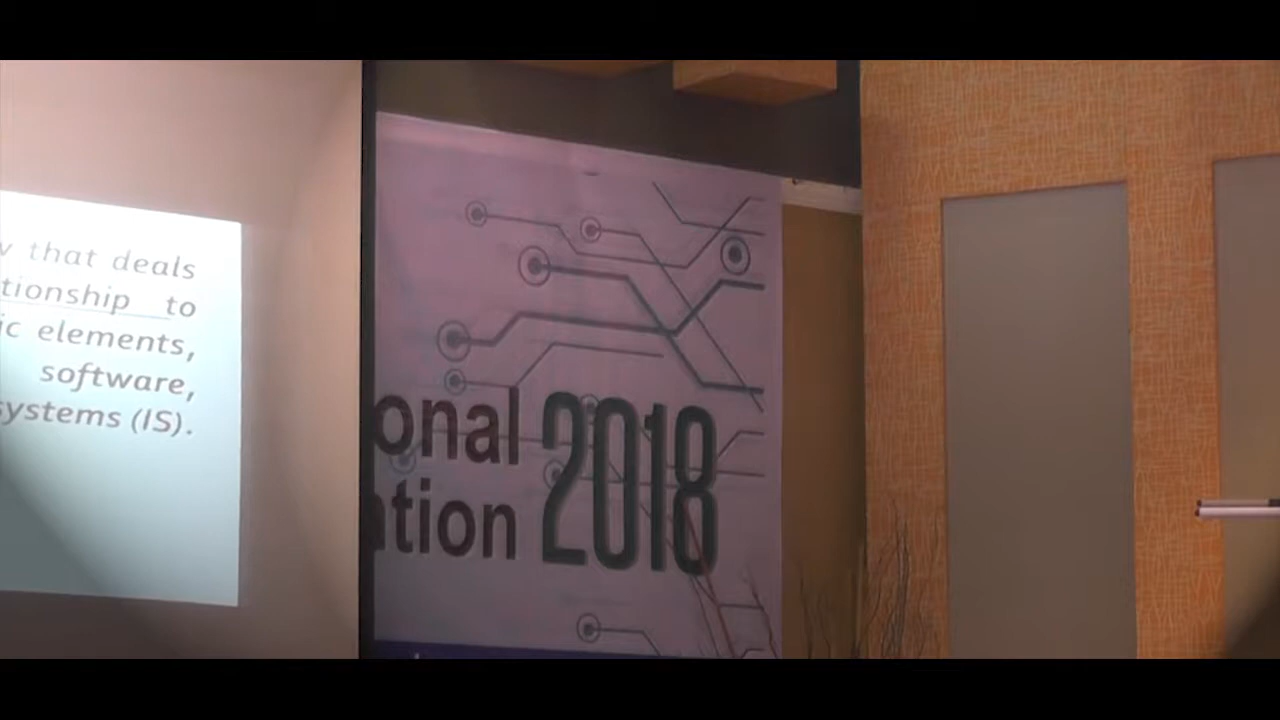 that deals
tionship to
ic elements,
software,
systems (IS).
onal
ation
2018